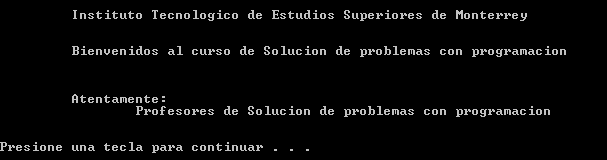 Instituto Tecnologico de Estudios Superiores de Monterrey
Bienvenidos al curso de Solucion de problemas con programacion
Atentamente:
Profesores de Solucion de problemas con programacion
Presione una tecla para continuar . . .